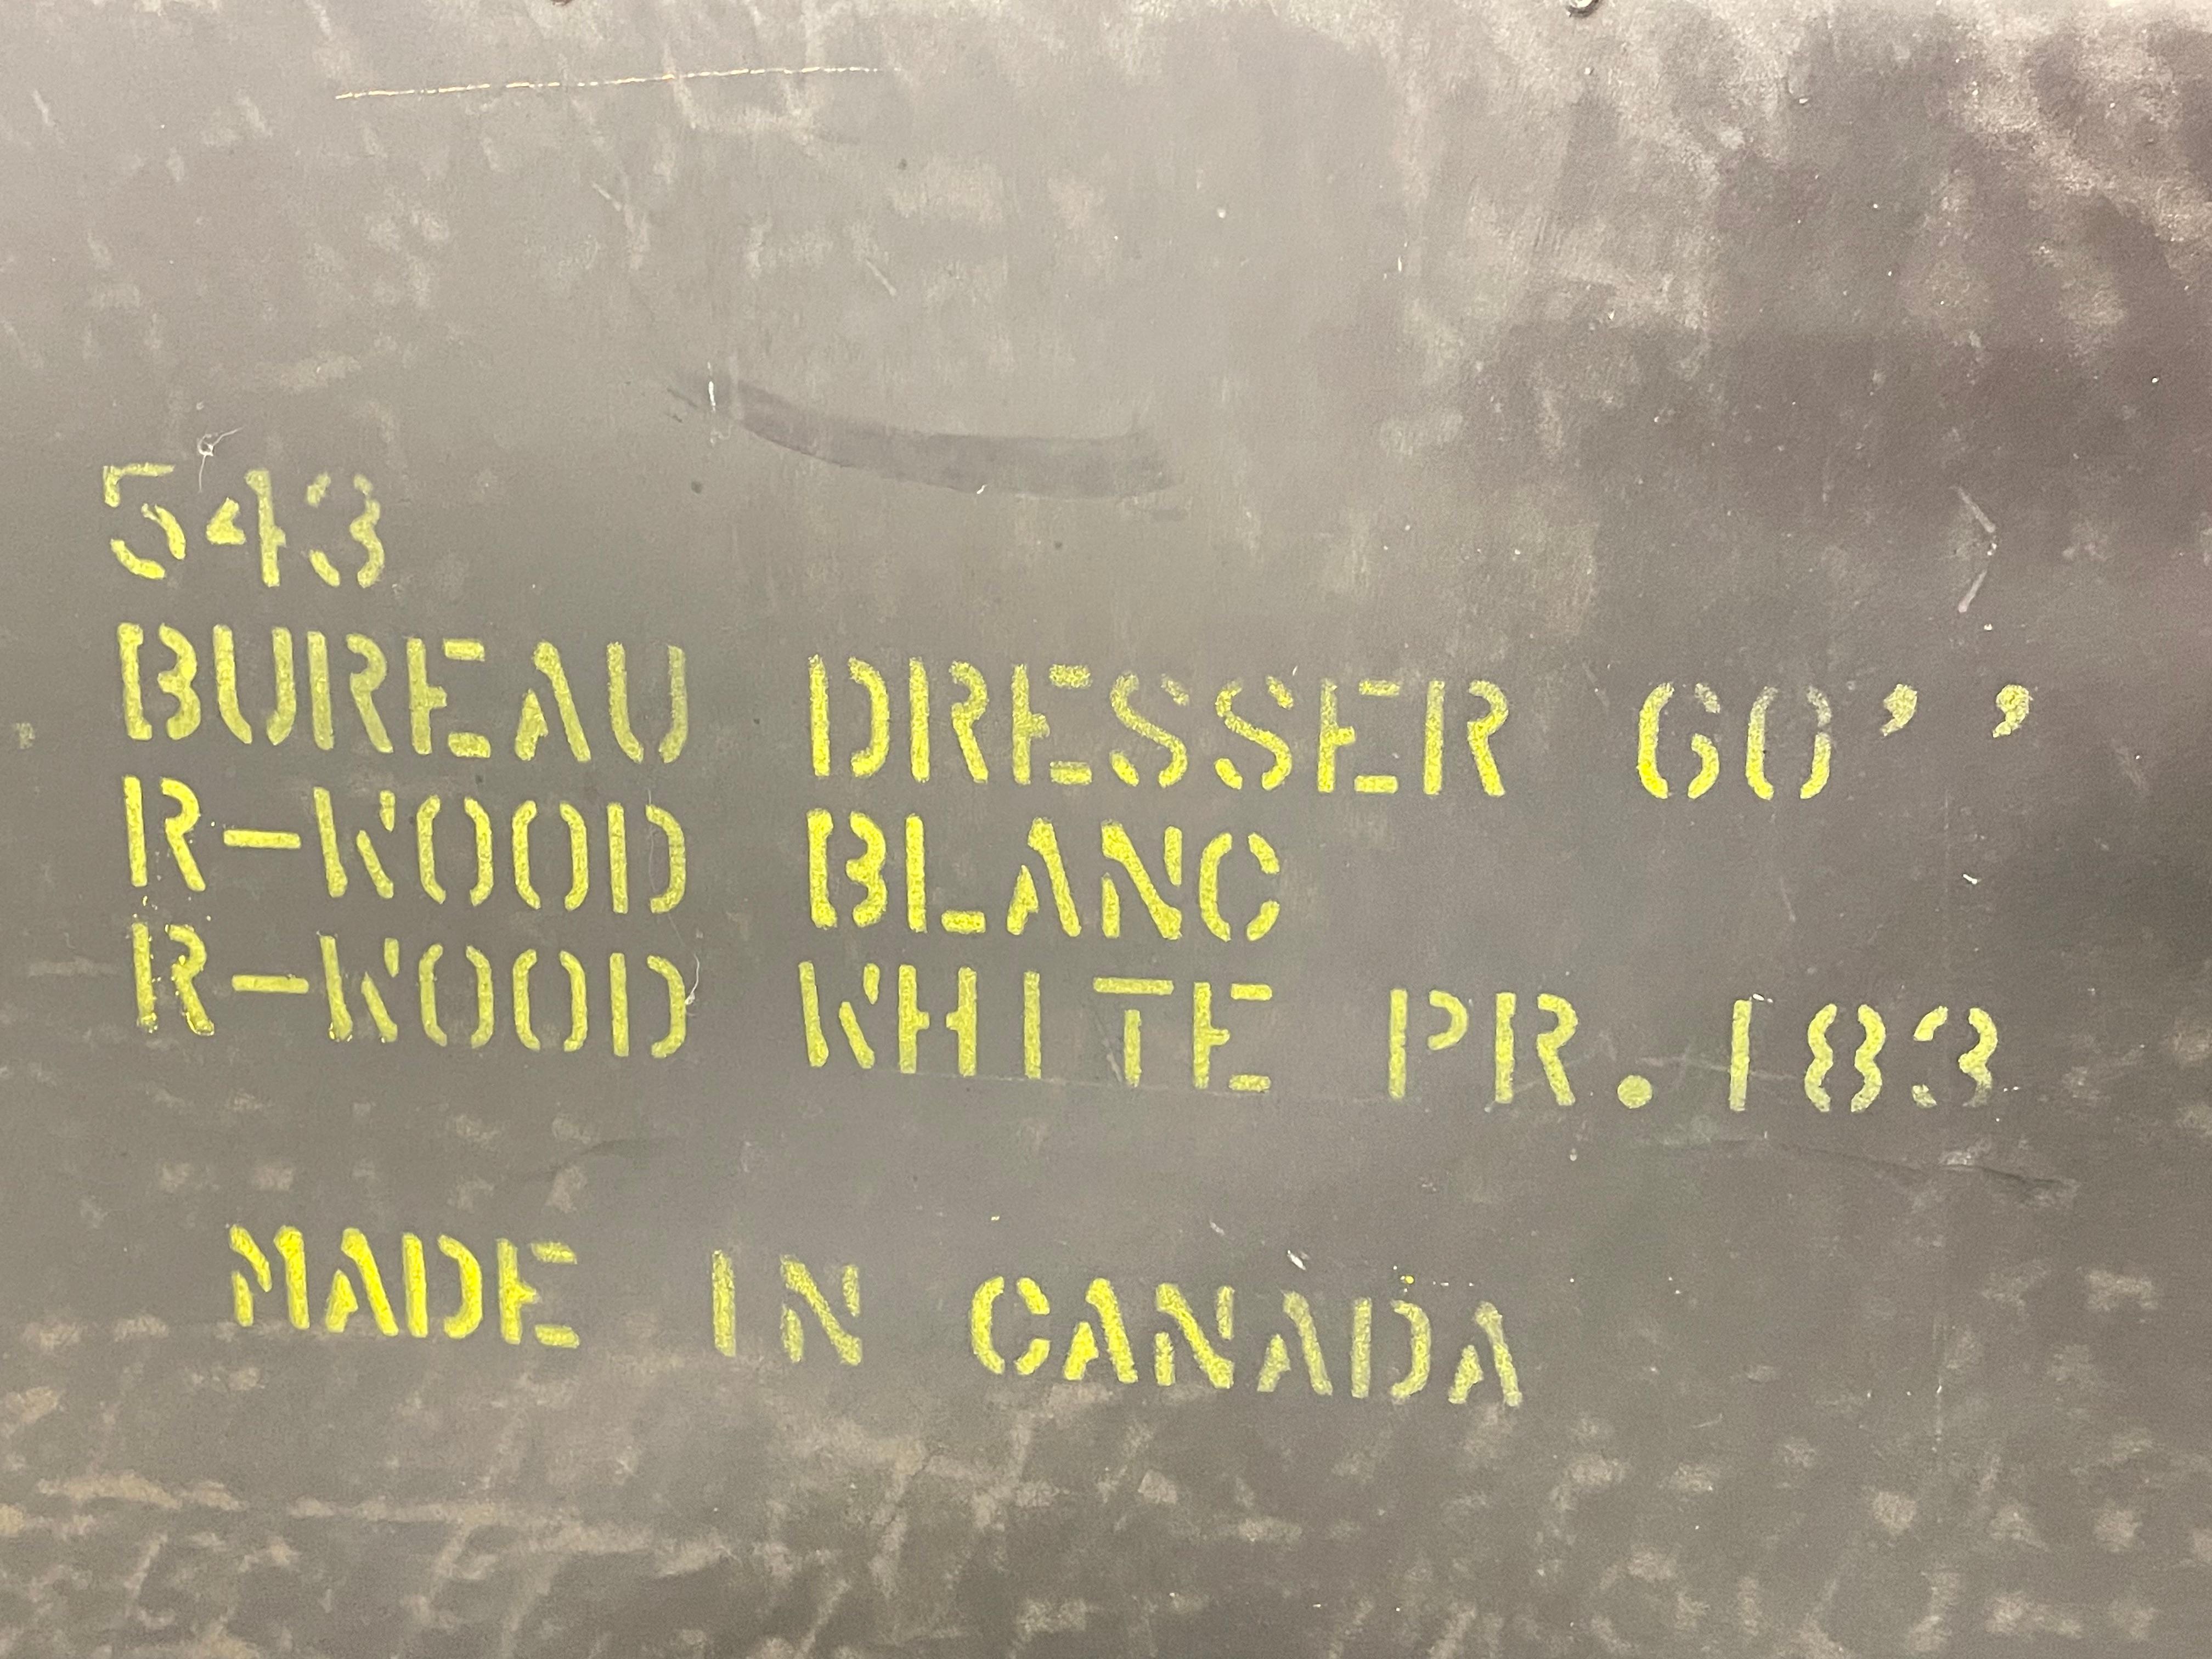 543
BUREAU DRESSER 60’’
R-WOOD BLANC
R-WOOD WHITE PR.183
MADE IN CANADA